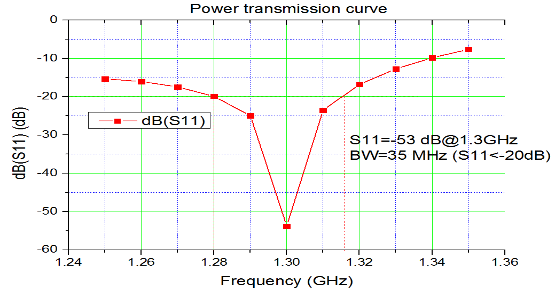 Power transmission curve
0
-10
-20
-30
-40
-50
-60
dB(S11) (dB)
dB(S11)
S11=-53 dB@1.3GHz
BW=35 MHz (S11<-20dB)
1.24
1.26
1.28
1.30
1.32
1.34
1.36
Frequency (GHz)